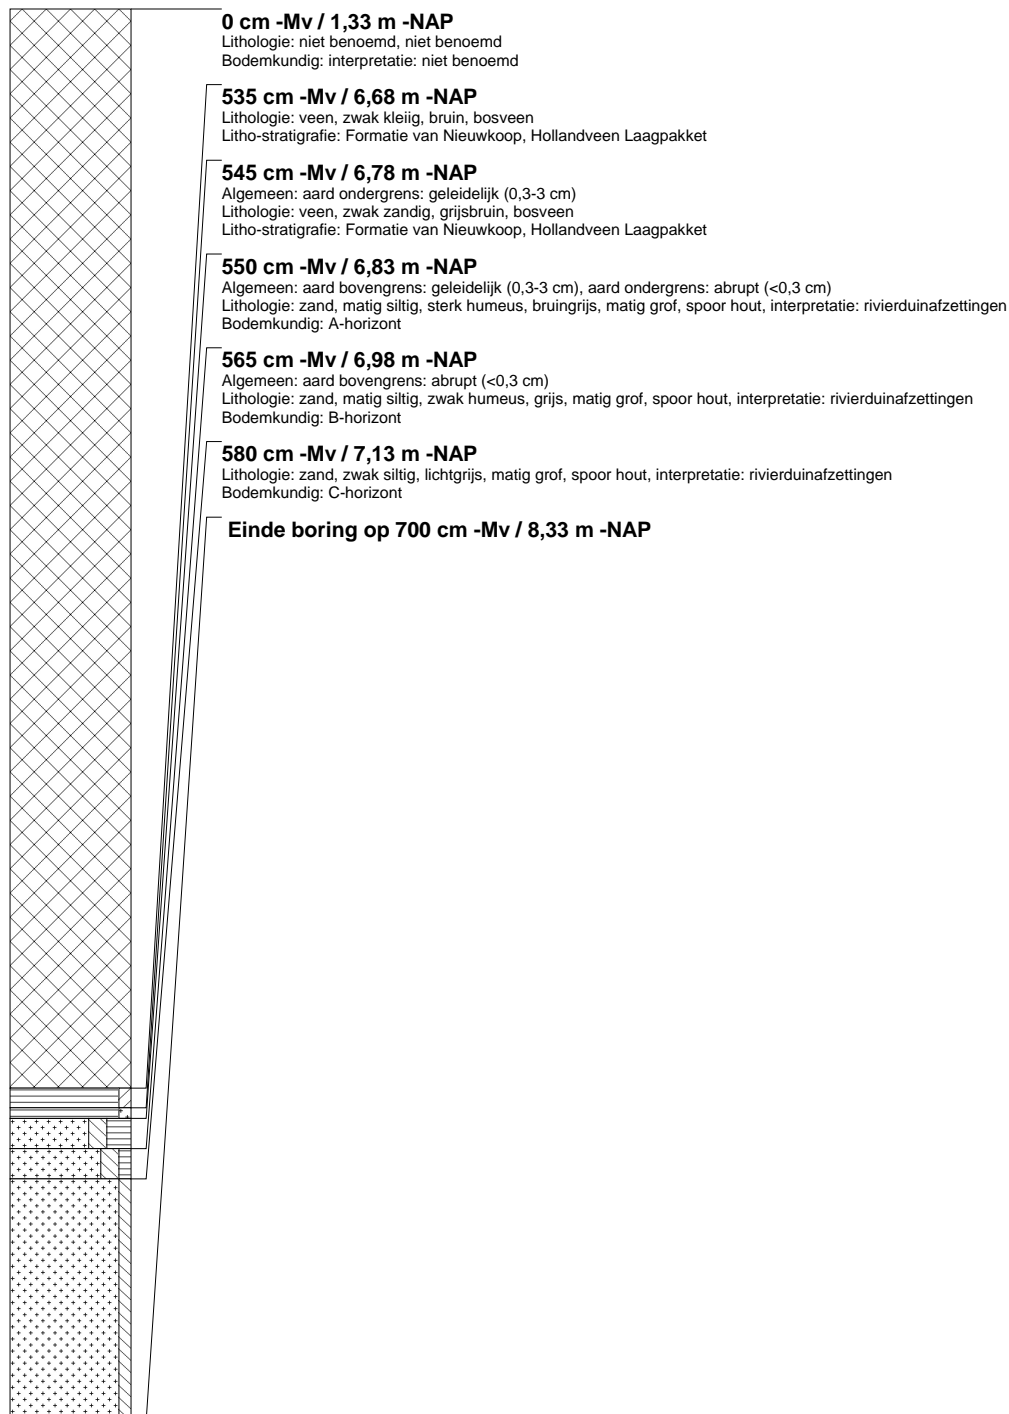 0 cm -Mv / 1,33 m -NAP
Lithologie: niet benoemd, niet benoemd
Bodemkundig: interpretatie: niet benoemd
535 cm -Mv / 6,68 m -NAP
Lithologie: veen, zwak kleiig, bruin, bosveen
Litho-stratigrafie: Formatie van Nieuwkoop, Hollandveen Laagpakket
545 cm -Mv / 6,78 m -NAP
Algemeen: aard ondergrens: geleidelijk (0,3-3 cm)
Lithologie: veen, zwak zandig, grijsbruin, bosveen
Litho-stratigrafie: Formatie van Nieuwkoop, Hollandveen Laagpakket
550 cm -Mv / 6,83 m -NAP
Algemeen: aard bovengrens: geleidelijk (0,3-3 cm), aard ondergrens: abrupt (<0,3 cm)
Lithologie: zand, matig siltig, sterk humeus, bruingrijs, matig grof, spoor hout, interpretatie: rivierduinafzettingen
Bodemkundig: A-horizont
565 cm -Mv / 6,98 m -NAP
Algemeen: aard bovengrens: abrupt (<0,3 cm)
Lithologie: zand, matig siltig, zwak humeus, grijs, matig grof, spoor hout, interpretatie: rivierduinafzettingen
Bodemkundig: B-horizont
580 cm -Mv / 7,13 m -NAP
Lithologie: zand, zwak siltig, lichtgrijs, matig grof, spoor hout, interpretatie: rivierduinafzettingen
Bodemkundig: C-horizont
Einde boring op 700 cm -Mv / 8,33 m -NAP